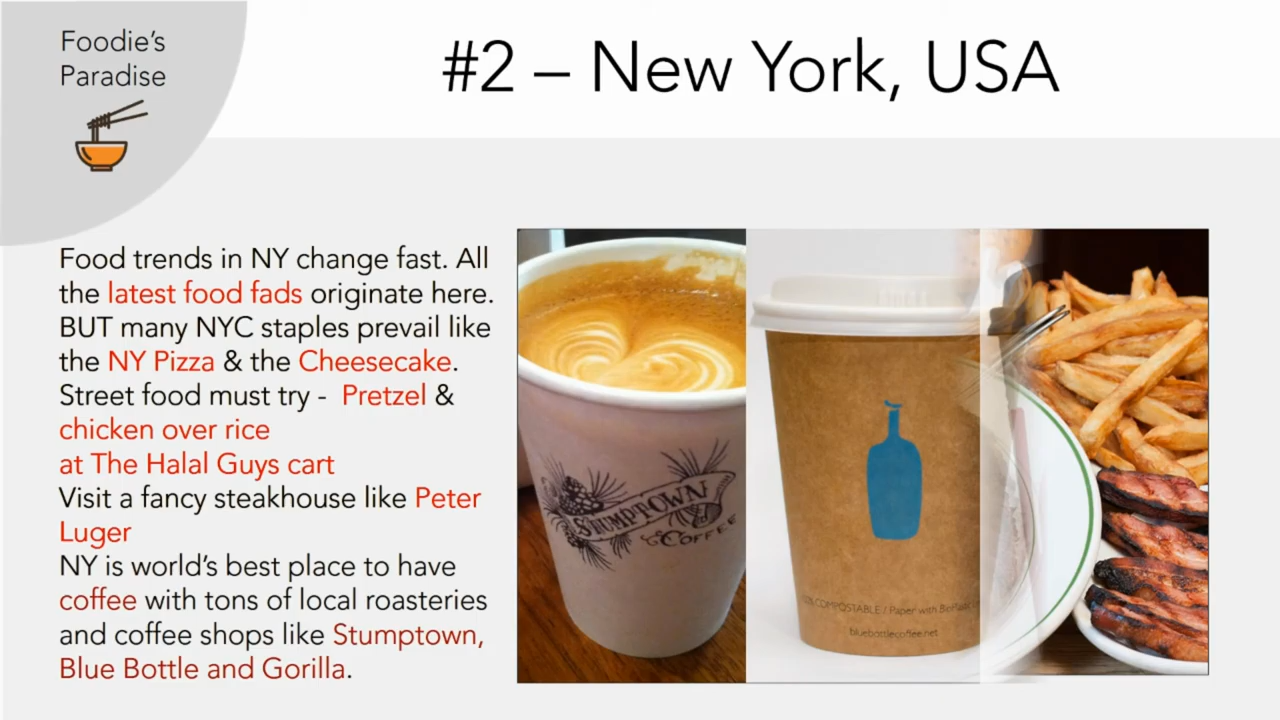 Foodie's
Paradise
#2 – New York, USA
Food trends in NY change fast. All
the latest food fads originate here.
BUT many NYC staples prevail like
the NY Pizza & the Cheesecake.
Street food must try - Pretzel &
chicken over rice
at The Halal Guys cart
Visit a fancy steakhouse like Peter
Luger
NY is world's best place to have
coffee with tons of local roasteries
and coffee shops like Stumptown,
Blue Bottle and Gorilla.
STUMPTOWN
COFFEE
COMPOSTABLE / Paper with
bluebottlecoffee.net